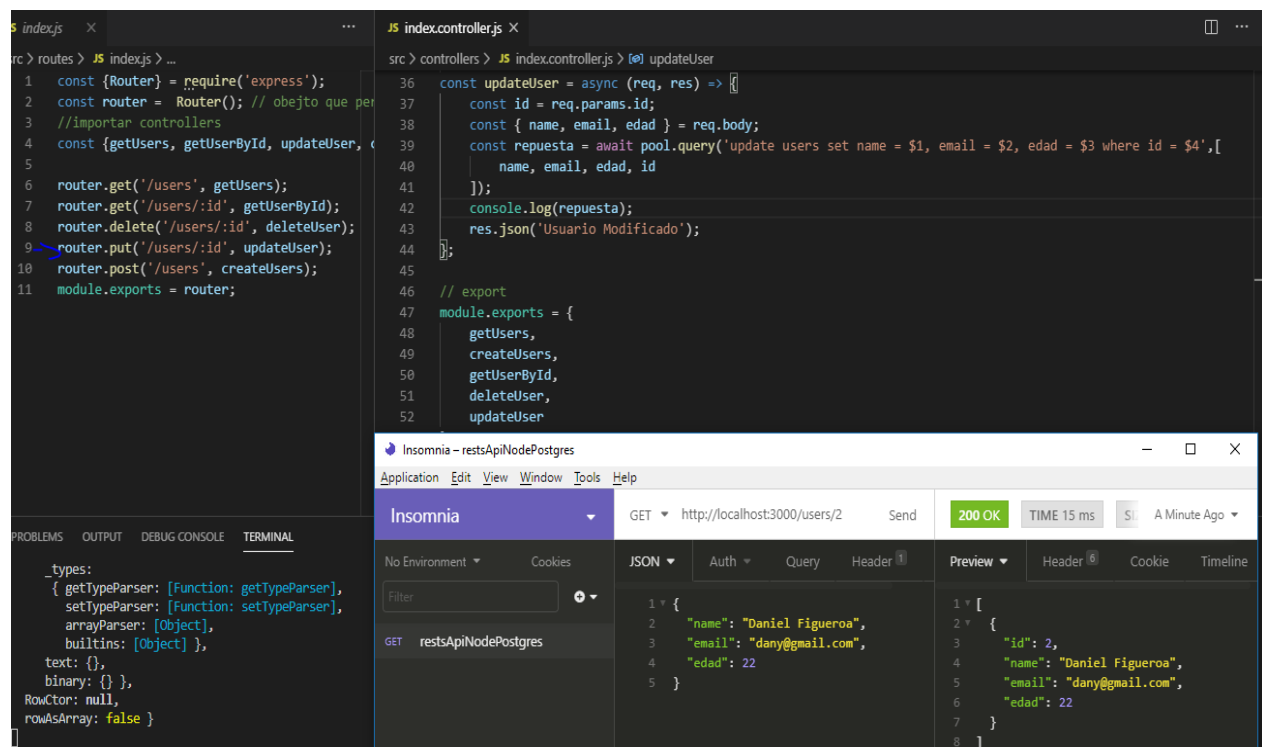 index.js
src > routes > JS index.js > ...
1 const {Router} = require('express');
2 const router =  Router(); // obejto que per
3 //importar controllers
4 const {getUsers, getUserById, updateUser,
5
6 router.get('/users', getUsers);
7 router.get('/users/:id', getUserById);
8 router.delete('/users/:id', deleteUser);
9 router.put('/users/:id', updateUser);
10 router.post('/users', createUsers);
11 module.exports = router;
JS index.controller.js
src > controllers > JS index.controller.js > updateUser
36 const updateUser = async (req, res) => {
37 const id = req.params.id;
38 const { name, email, edad } = req.body;
39 const repuesta = await pool.query('update users set name = $1, email = $2, edad = $3 where id = $4',[
40 name, email, edad, id
41 ]);
42 console.log(repuesta);
43 res.json('Usuario Modificado');
44 };
45
46 // export
47 module.exports = {
48 getUsers,
49 createUsers,
50 getUserById,
51 deleteUser,
52 updateUser
PROBLEMS OUTPUT DEBUG CONSOLE TERMINAL
_types:
{ getTypeParser: [Function: getTypeParser],
setTypeParser: [Function: setTypeParser],
arrayParser: [Object],
builtins: [Object] },
text: {},
binary: {} },
RowCtor: null,
rowAsArray: false }
Insomnia – restsApiNodePostgres
Application Edit View Window Tools Help
Insomnia
GET http://localhost:3000/users/2 Send
200 OK TIME 15 ms A Minute Ago
No Environment Cookies
Filter
GET restsApiNodePostgres
JSON Auth Query Header 1
1 {
2 "name": "Daniel Figueroa",
3 "email": "dany@gmail.com",
4 "edad": 22
5 }
Preview Header 6 Cookie Timeline
1 [
2 {
3 "id": 2,
4 "name": "Daniel Figueroa",
5 "email": "dany@gmail.com",
6 "edad": 22
7 }
8 ]